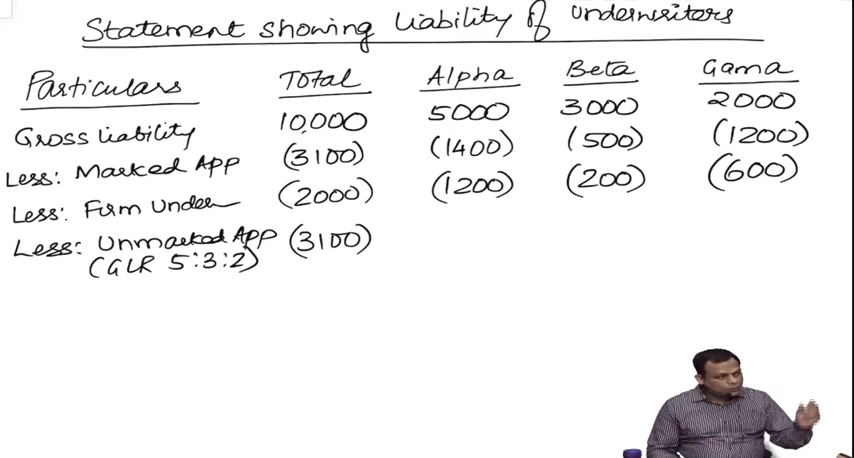 Statement showing Liability of Underwriters
Particulars Total Alpha Beta Gama
Gross Liability 10,000 5000 3000 2000
Less: Marked App (3100) (1400) (500) (1200)
Less: Firm Under (2000) (1200) (200) (600)
Less: Unmarked App (3100)
(GLR 5:3:2)